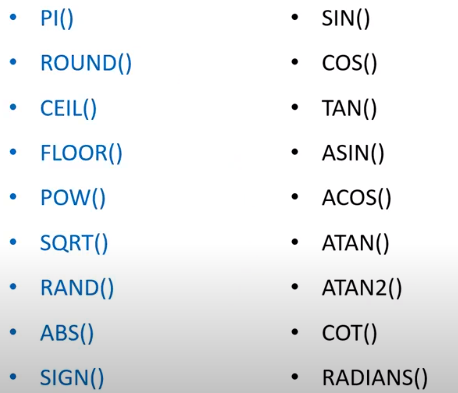 • PI()
• ROUND()
• CEIL()
• FLOOR()
• POW()
• SQRT()
• RAND()
• ABS()
• SIGN()
• SIN()
• COS()
• TAN()
• ASIN()
• ACOS()
• ATAN()
• ATAN2()
• COT()
• RADIANS()